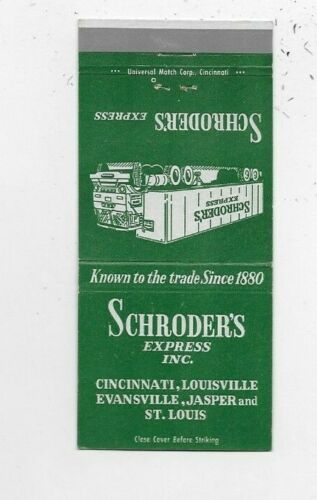 ··· Universal Match Corp., Cincinnati ···
SCHRODER'S
EXPRESS
SCHRODER'S
EXPRESS
Known to the trade Since 1880
SCHRODER'S
EXPRESS
INC.
CINCINNATI, LOUISVILLE
EVANSVILLE, JASPER and
ST. LOUIS
Close Cover Before Striking